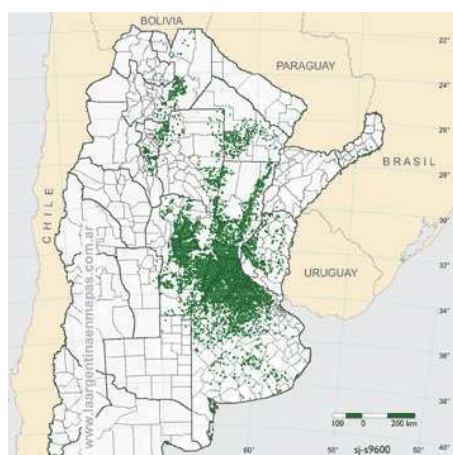 BOLIVIA
22°
PARAGUAY
24°
26°
BRASIL
28°
CHILE
30°
32°
URUGUAY
34°
www.laargentinaenmapas.com.ar
36°
38°
100 0 200 km
60° 55° sj-s9600 40°